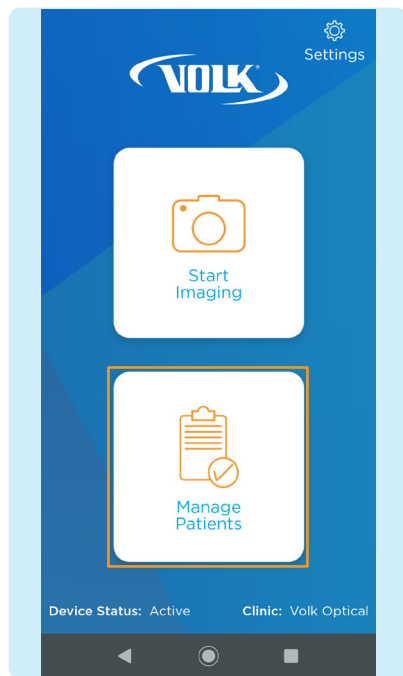 Settings
VOLK
Start
Imaging
Manage
Patients
Device Status: Active Clinic: Volk Optical